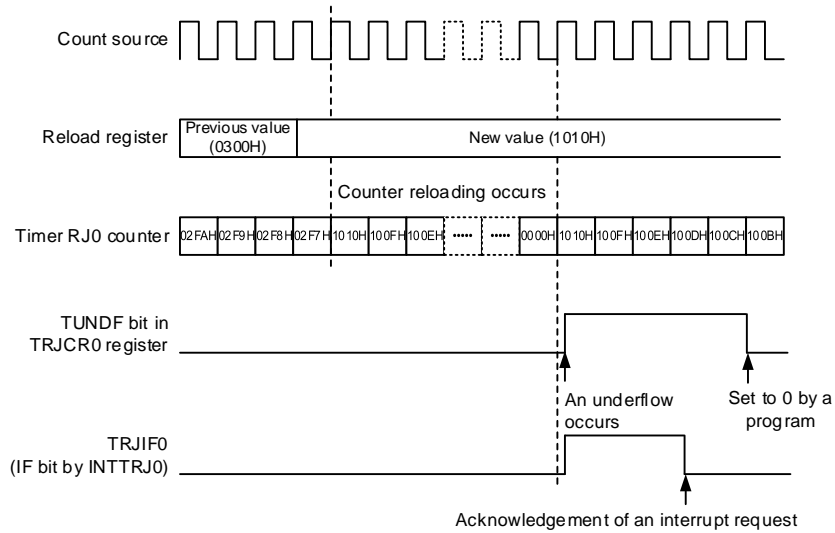 Count source
Reload register
Previous value
(0300H)
New value (1010H)
Counter reloading occurs
Timer RJ0 counter
02FAH 02F9H 02F8H 02F7H 1010H 100FH 100EH ····· ····· 0000H 1010H 100FH 100EH 100DH 100CH 100BH
TUNDF bit in
TRJCR0 register
An underflow
occurs
Set to 0 by a
program
TRJIF0
(IF bit by INTTRJ0)
Acknowledgement of an interrupt request